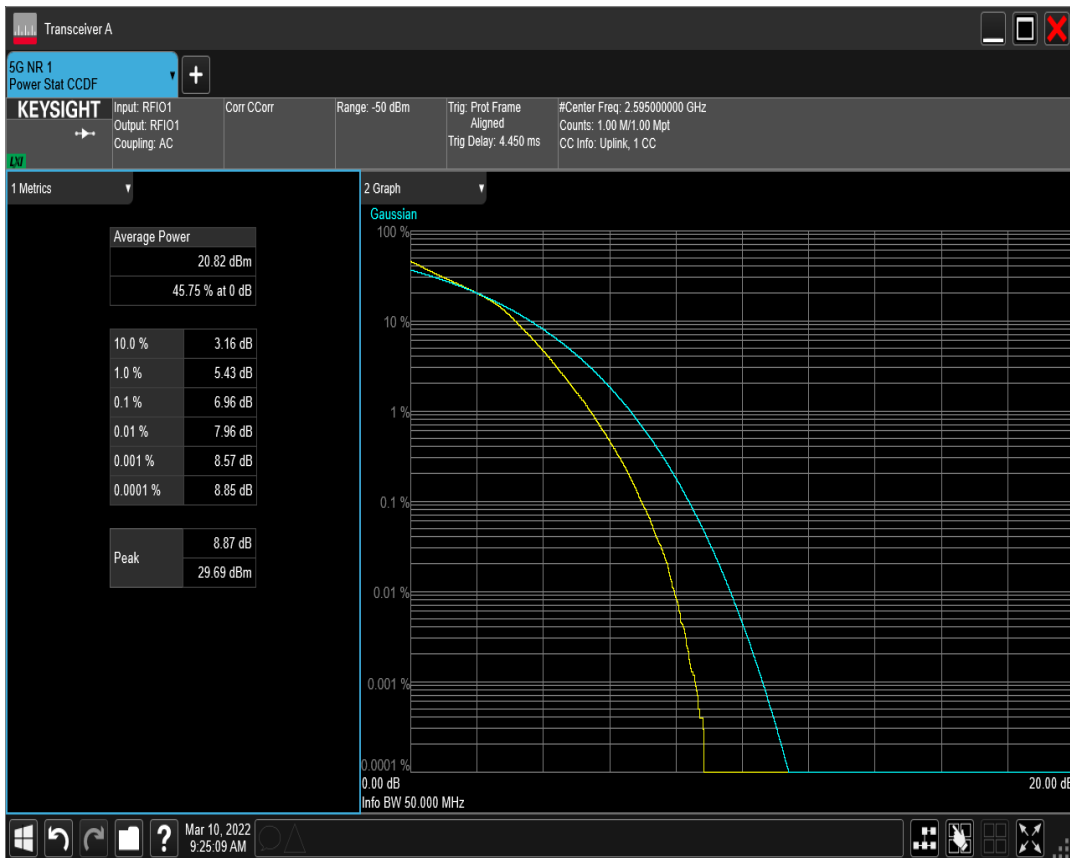 Transceiver A
5G NR 1
Power Stat CCDF
KEYSIGHT
LXI
Input: RFIO1
Output: RFIO1
Coupling: AC
Corr CCorr
Range: -50 dBm
Trig: Prot Frame
Aligned
Trig Delay: 4.450 ms
#Center Freq: 2.595000000 GHz
Counts: 1.00 M/1.00 Mpt
CC Info: Uplink, 1 CC
1 Metrics
Average Power
20.82 dBm
45.75 % at 0 dB
10.0 % 3.16 dB
1.0 % 5.43 dB
0.1 % 6.96 dB
0.01 % 7.96 dB
0.001 % 8.57 dB
0.0001 % 8.85 dB
Peak 8.87 dB
29.69 dBm
2 Graph
Gaussian
100 %
10 %
1 %
0.1 %
0.01 %
0.001 %
0.0001 %
0.00 dB 20.00 dB
Info BW 50.000 MHz
?
Mar 10, 2022
9:25:09 AM